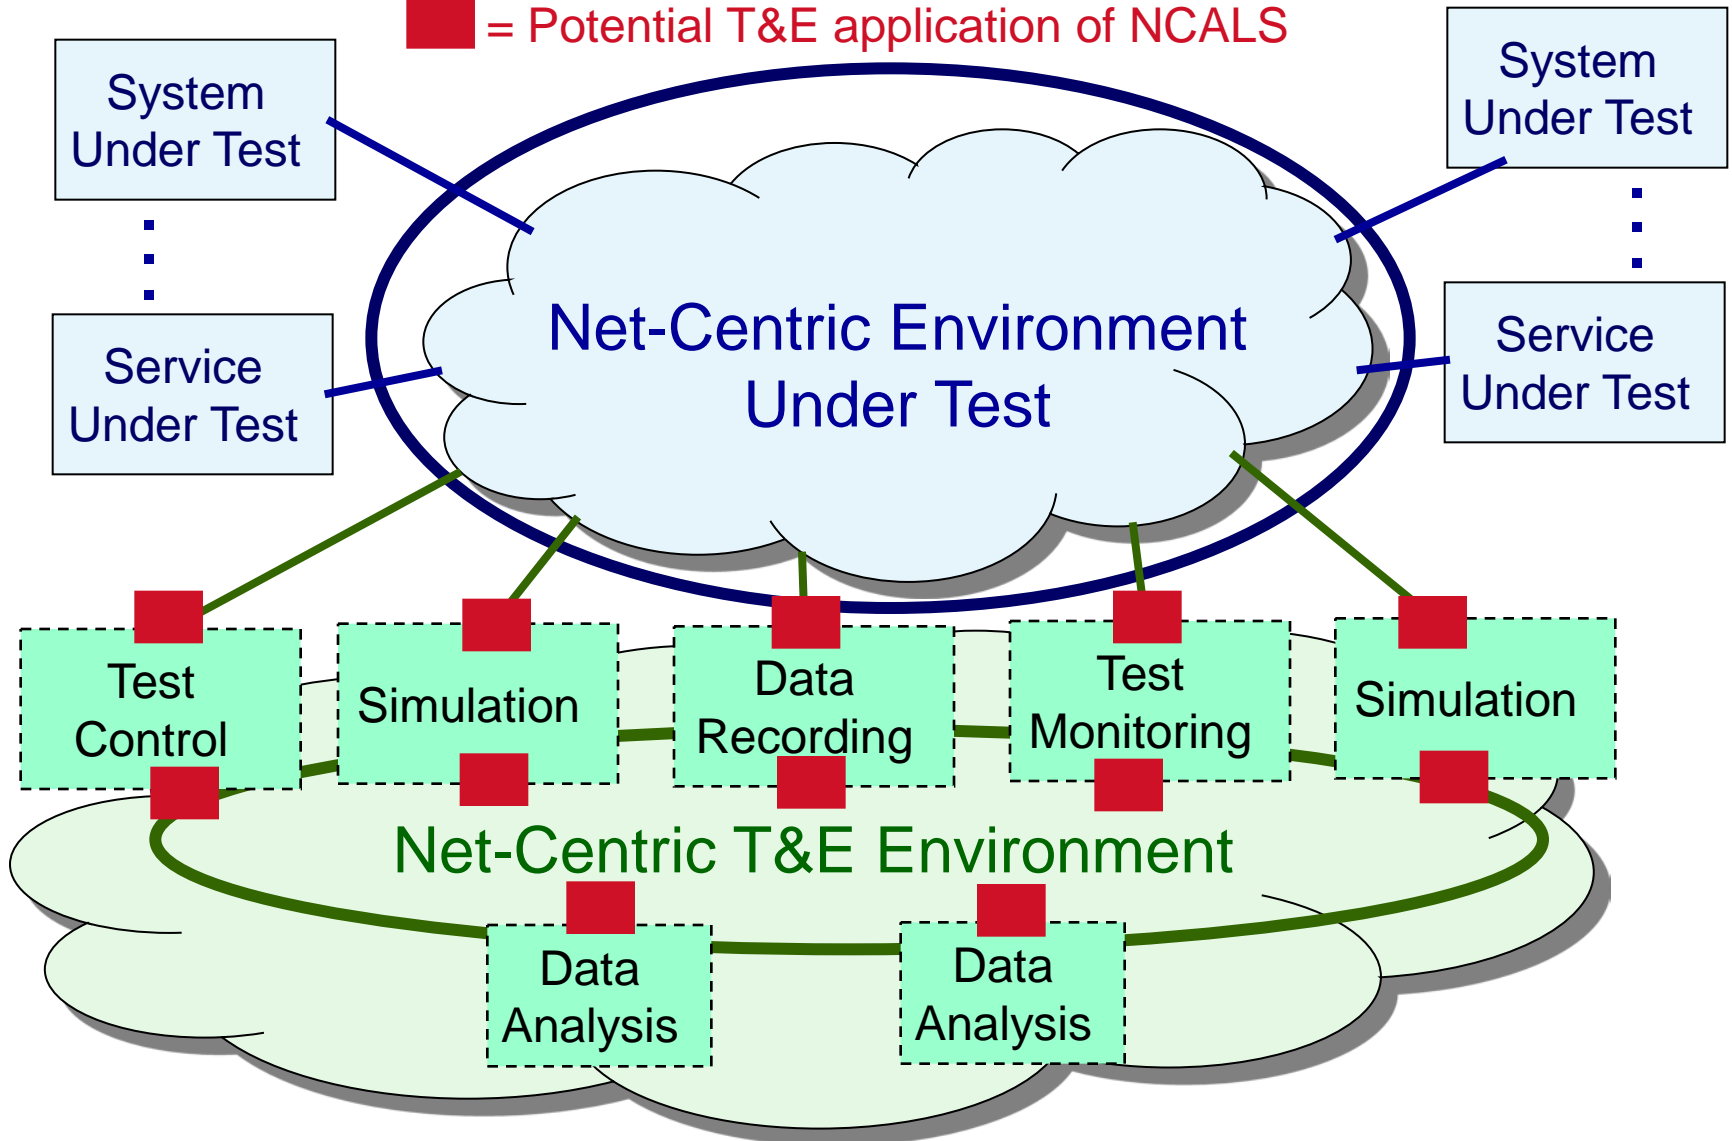 = Potential T&E application of NCALS
System
Under Test
System
Under Test
Service
Under Test
Net-Centric Environment
Under Test
Service
Under Test
Test
Control
Simulation
Data
Recording
Test
Monitoring
Simulation
Net-Centric T&E Environment
Data
Analysis
Data
Analysis